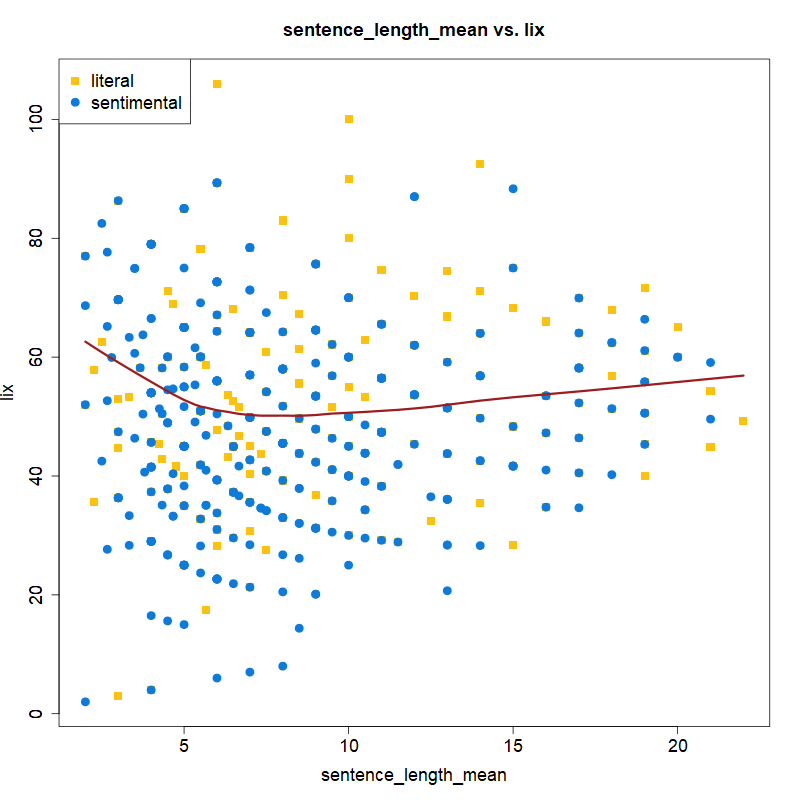 sentence_length_mean vs. lix
literal
sentimental
100
80
60
40
20
0
lix
5 10 15 20
sentence_length_mean